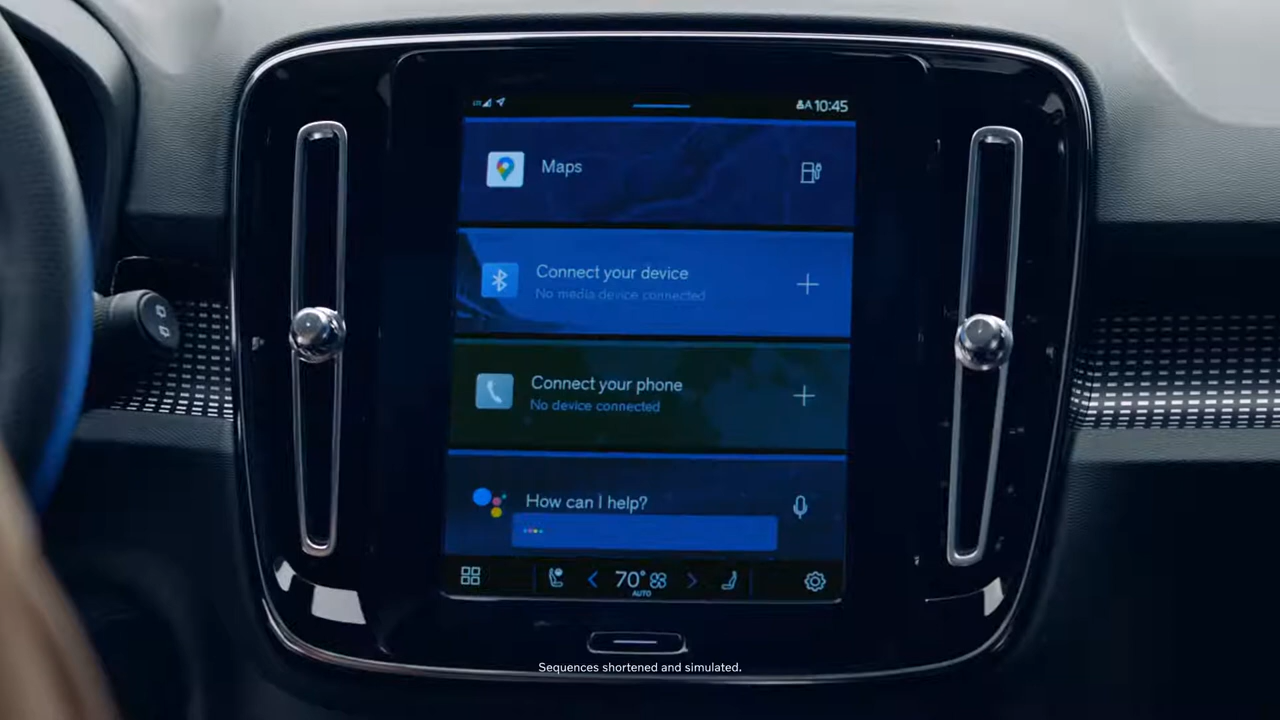 10:45
Maps
Connect your device
No media device connected
Connect your phone
No device connected
How can I help?
70°
AUTO
Sequences shortened and simulated.